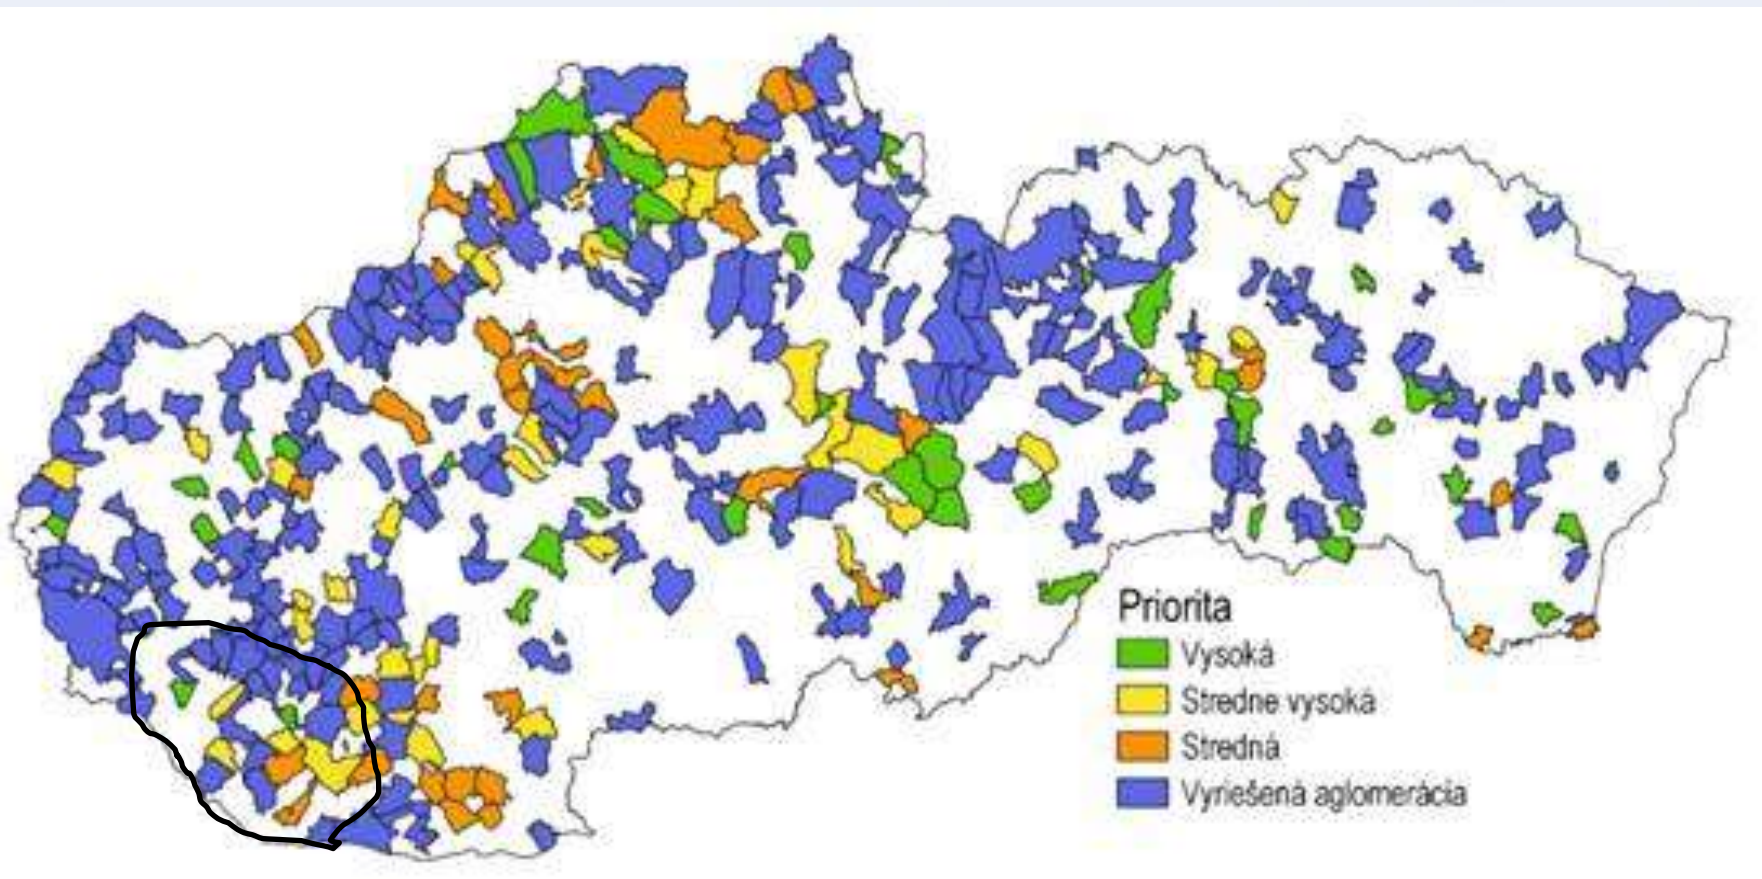 Priorita
Vysoká
Stredne vysoká
Stredná
Vyriešená aglomerácia